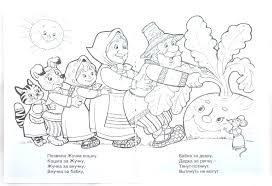 Позвала Жучка кошку.
Кошка за Жучку,
Жучка за внучку,
Внучка за бабку,
Бабка за дедку,
Дедка за репку -
Тянут-потянут,
Вытянуть не могут.